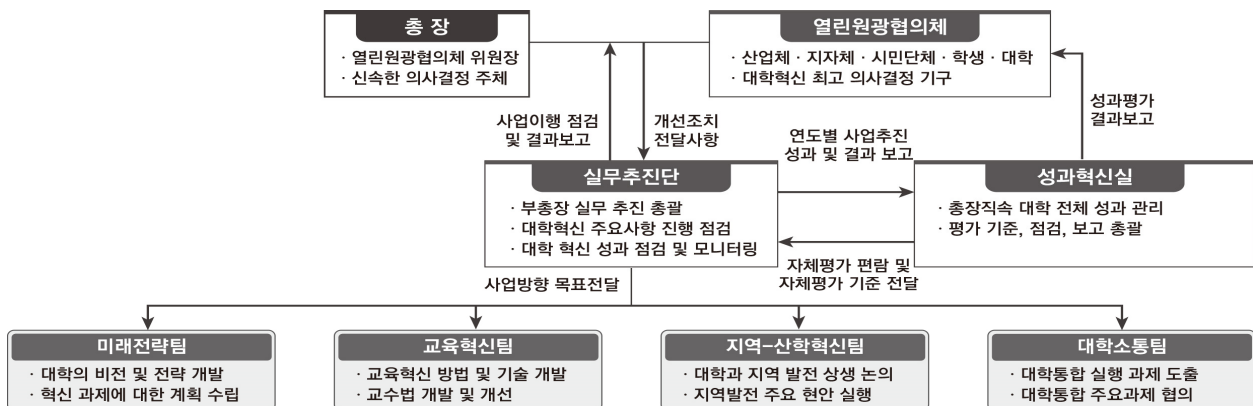 총 장
· 열린원광협의체 위원장
· 신속한 의사결정 주체
열린원광협의체
· 산업체 · 지자체 · 시민단체 · 학생 · 대학
· 대학혁신 최고 의사결정 기구
사업이행 점검
및 결과보고
개선조치
전달사항
연도별 사업추진
성과 및 결과 보고
성과평가
결과보고
실무추진단
· 부총장 실무 추진 총괄
· 대학혁신 주요사항 진행 점검
· 대학 혁신 성과 점검 및 모니터링
성과혁신실
· 총장직속 대학 전체 성과 관리
· 평가 기준, 점검, 보고 총괄
자체평가 편람 및
자체평가 기준 전달
사업방향 목표전달
미래전략팀
· 대학의 비전 및 전략 개발
· 혁신 과제에 대한 계획 수립
교육혁신팀
· 교육혁신 방법 및 기술 개발
· 교수법 개발 및 개선
지역-산학혁신팀
· 대학과 지역 발전 상생 논의
· 지역발전 주요 현안 실행
대학소통팀
· 대학통합 실행 과제 도출
· 대학통합 주요과제 협의